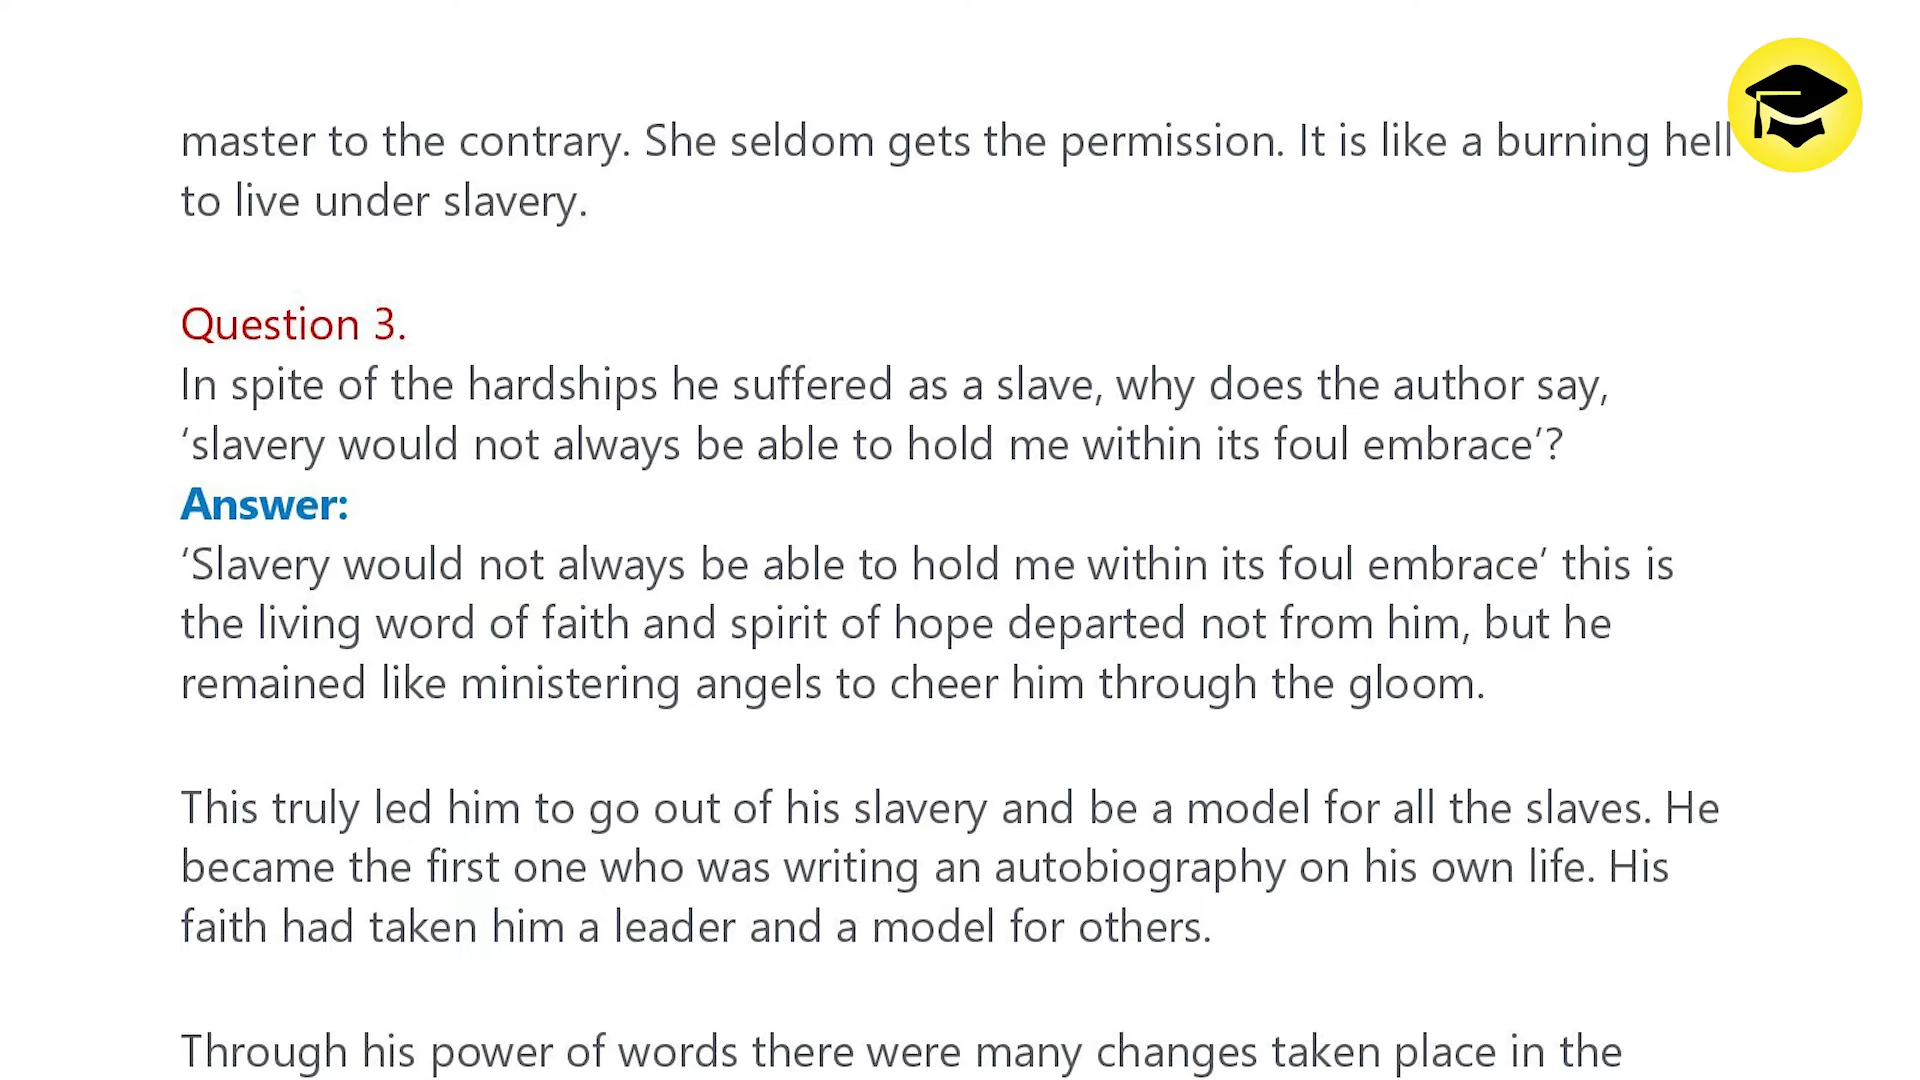 master to the contrary. She seldom gets the permission. It is like a burning hell
to live under slavery.
Question 3.
In spite of the hardships he suffered as a slave, why does the author say,
‘slavery would not always be able to hold me within its foul embrace’?
Answer:
‘Slavery would not always be able to hold me within its foul embrace’ this is
the living word of faith and spirit of hope departed not from him, but he
remained like ministering angels to cheer him through the gloom.
This truly led him to go out of his slavery and be a model for all the slaves. He
became the first one who was writing an autobiography on his own life. His
faith had taken him a leader and a model for others.
Through his power of words there were many changes taken place in the